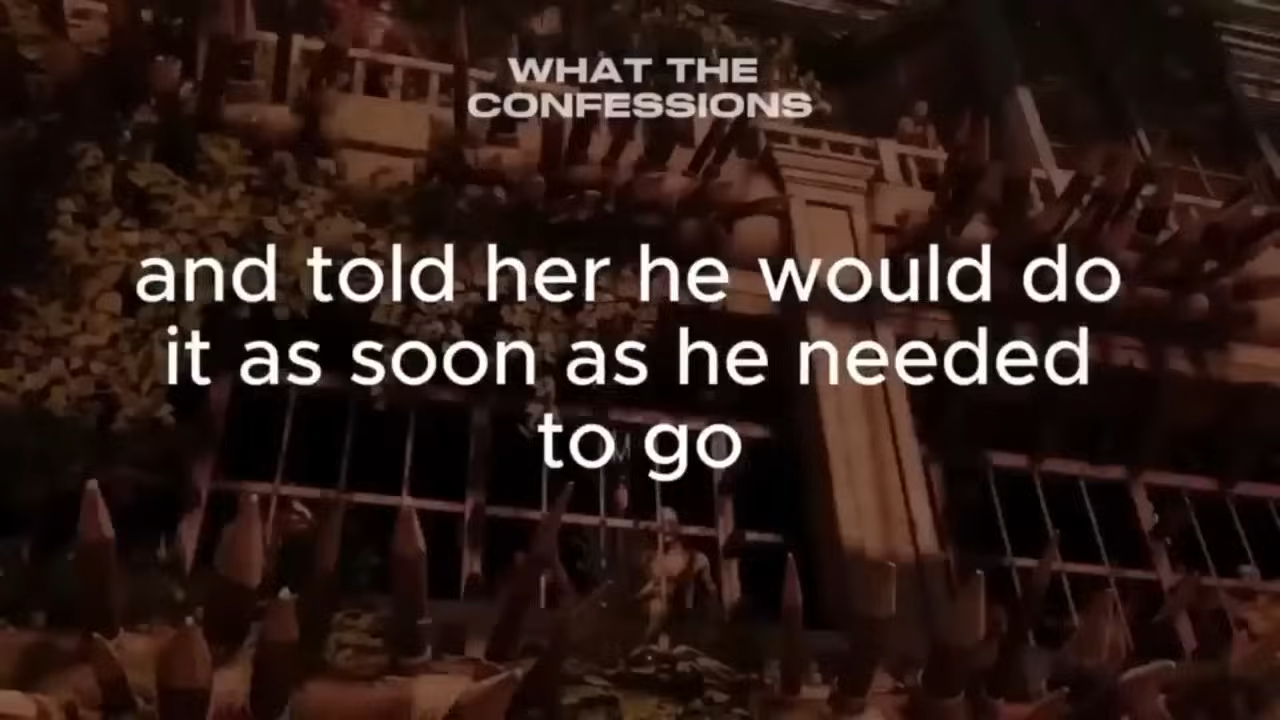 WHAT THE
CONFESSIONS
and told her he would do
it as soon as he needed
to go